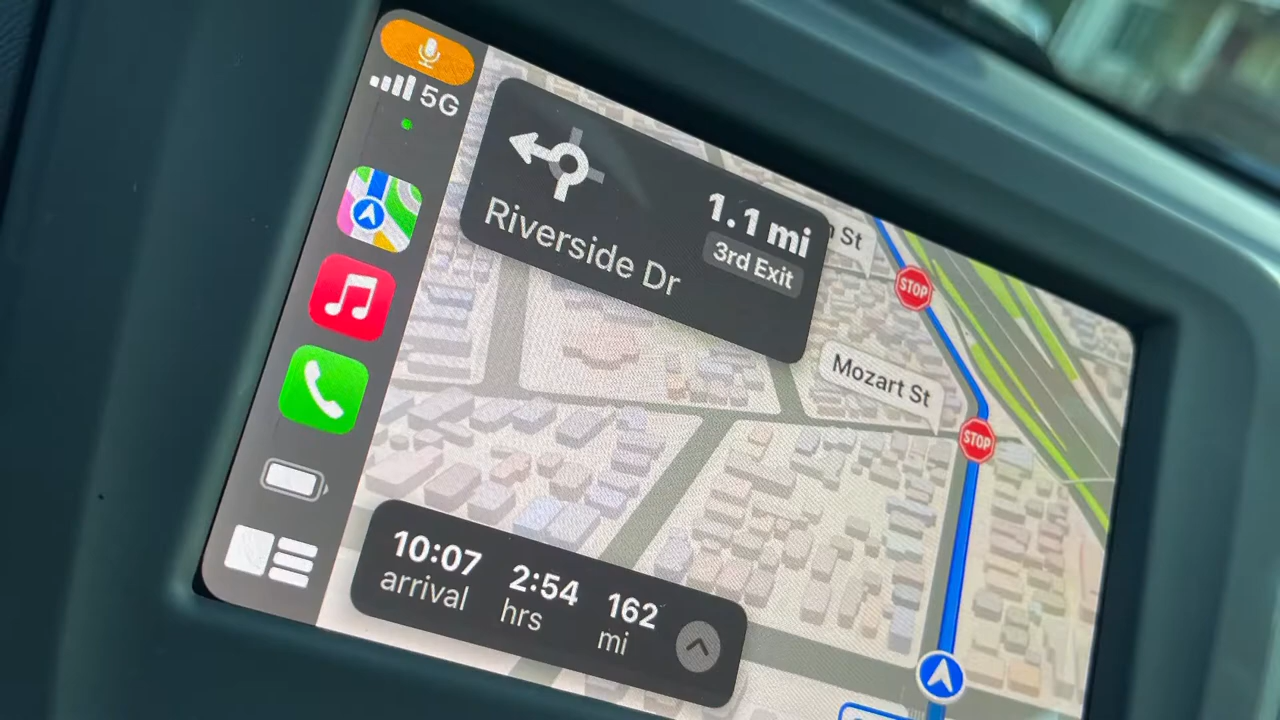 5G
1.1 mi
3rd Exit
Riverside Dr
St
STOP
Mozart St
STOP
10:07
arrival
2:54
hrs
162
mi